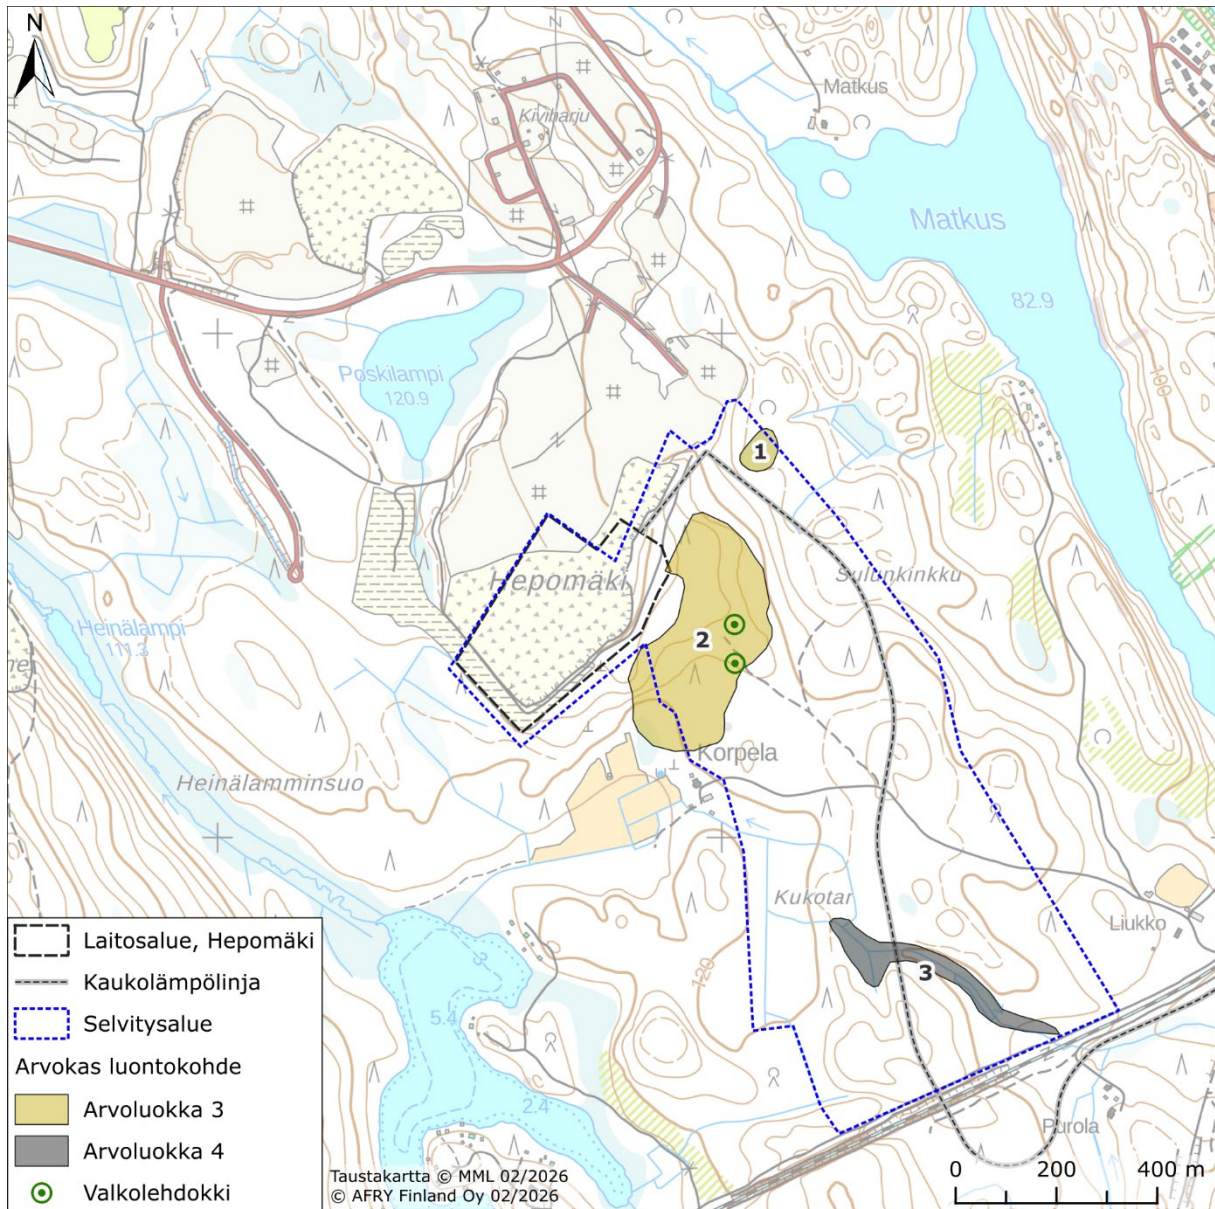 N
Matkus
Kiviharju
Matkus
82.9
Poskilampi
120.9
100
1
Hepomäki
Sulunkinkku
Heinälampi
111.3
2
Korpela
Heinälamminsuo
Kukotar
Liukko
120
3
3
5.4
2.4
Purola
Laitosalue, Hepomäki
Kaukolämpölinja
Selvitysalue
Arvokas luontokohde
Arvoluokka 3
Arvoluokka 4
Valkolehdokki
Taustakartta © MML 02/2026
© AFRY Finland Oy 02/2026
0 200 400 m